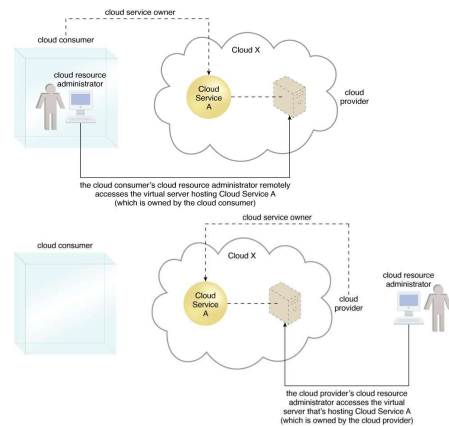 cloud service owner
cloud consumer
Cloud X
cloud resource
administrator
Cloud
Service
A
cloud
provider
the cloud consumer's cloud resource administrator remotely
accesses the virtual server hosting Cloud Service A
(which is owned by the cloud consumer)
cloud service owner
cloud consumer
Cloud X
cloud resource
administrator
Cloud
Service
A
cloud
provider
the cloud provider's cloud resource
administrator accesses the virtual
server that's hosting Cloud Service A
(which is owned by the cloud provider)